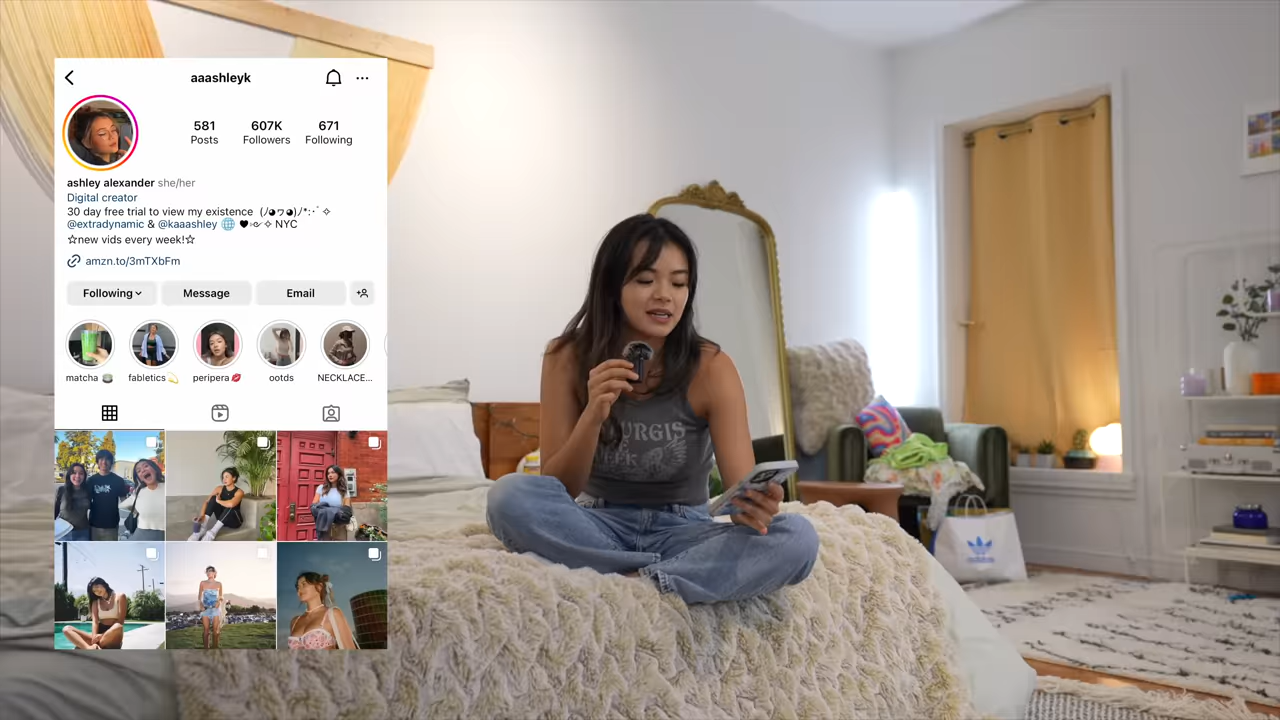 aaashleyk
581
607K
671
Posts
Followers
Following
ashley alexander she/her
Digital creator
30 day free trial to view my existence (ﾉ◕ヮ◕)ﾉ*:･ﾟ✧
@extradynamic & @kaaashley 🌐 ♥︎ ✧ NYC
☆new vids every week!☆
amzn.to/3mTXbFm
Following
Message
Email
matcha 🍵
fabletics 💫
peripera 💋
ootds
NECKLACE...
URGIS
EEK